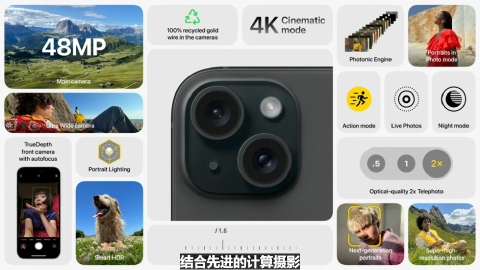 48MP
Main camera
100% recycled gold
wire in the cameras
4K Cinematic
mode
Photonic Engine
Portraits in
Photo mode
Ultra Wide camera
Action mode
Live Photos
Night mode
TrueDepth
front camera
with autofocus
Portrait Lighting
.5
1
2×
Optical-quality 2x Telephoto
Smart HDR
ƒ1.6
Next-generation
portraits
Super-high-
resolution photos
结合先进的计算摄影